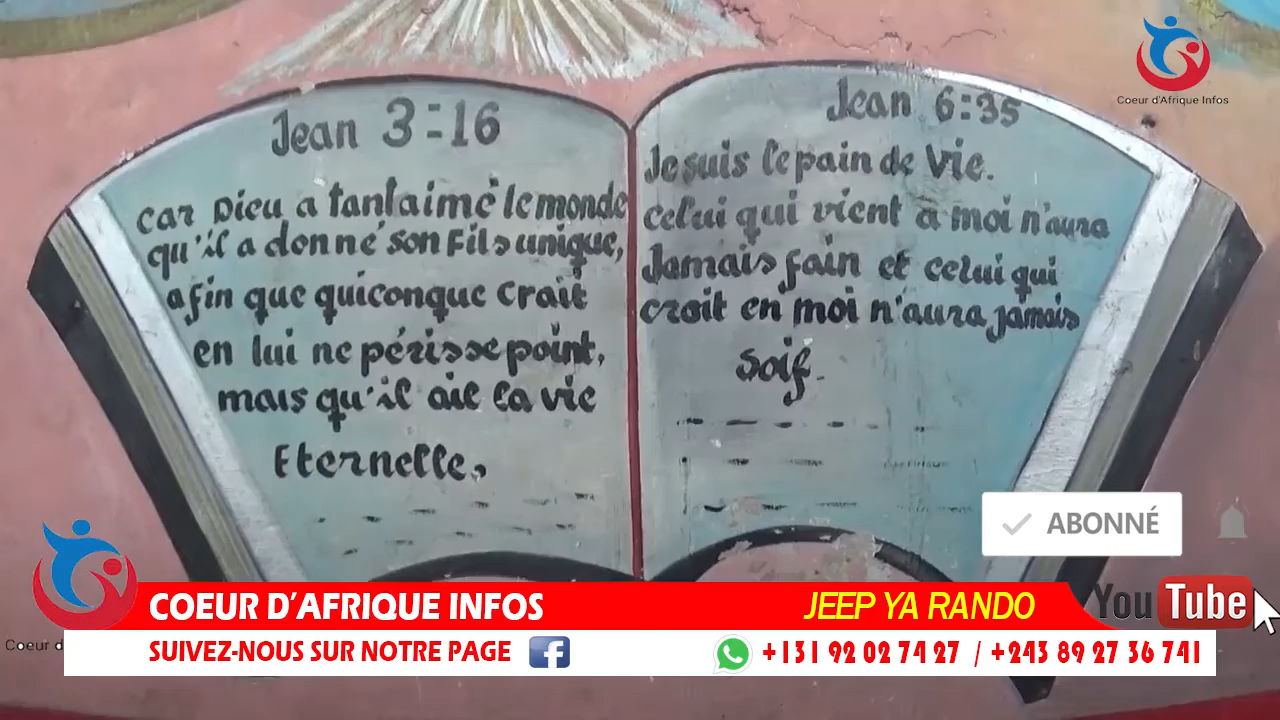 Coeur d'Afrique Infos
Jean 3:16
car Dieu a tant aimé le monde
qu'il a donné son Fils unique,
afin que quiconque crait
en lui ne périsse point,
mais qu'il ait la vie
Eternelle,
Jean 6:35
Je suis le pain de Vie.
celui qui vient à moi n'aura
Jamais fain et celui qui
croit en moi n'aura jamais
Soif.
ABONNÉ
COEUR D'AFRIQUE INFOS
JEEP YA RANDO
YouTube
Coeur d
SUIVEZ-NOUS SUR NOTRE PAGE f
+131 92 02 74 27 / +243 89 27 36 741